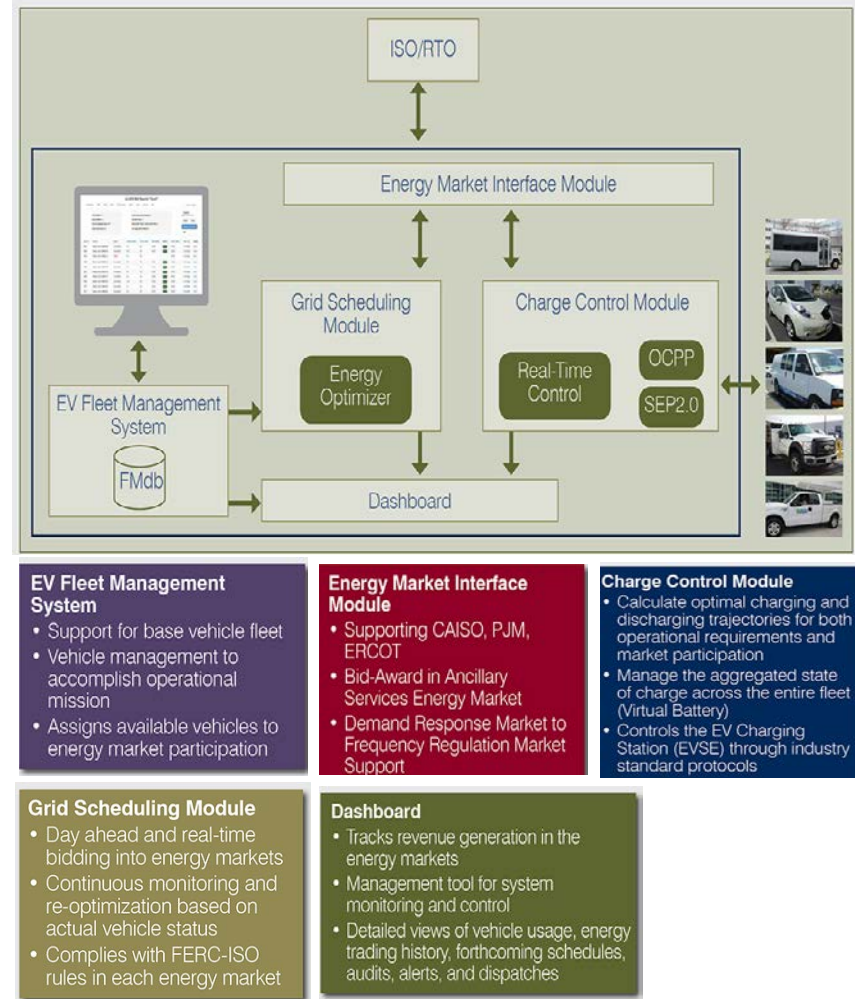 ISO/RTO
Energy Market Interface Module
Grid Scheduling
Module
Energy
Optimizer
Charge Control Module
Real-Time
Control
OCPP
SEP2.0
EV Fleet Management
System
FMdb
Dashboard
EV Fleet Management
System
• Support for base vehicle fleet
• Vehicle management to
accomplish operational
mission
• Assigns available vehicles to
energy market participation
Energy Market Interface
Module
• Supporting CAISO, PJM,
ERCOT
• Bid-Award in Ancillary
Services Energy Market
• Demand Response Market to
Frequency Regulation Market
Support
Charge Control Module
• Calculate optimal charging and
discharging trajectories for both
operational requirements and
market participation
• Manage the aggregated state
of charge across the entire fleet
(Virtual Battery)
• Controls the EV Charging
Station (EVSE) through industry
standard protocols
Grid Scheduling Module
• Day ahead and real-time
bidding into energy markets
• Continuous monitoring and
re-optimization based on
actual vehicle status
• Complies with FERC-ISO
rules in each energy market
Dashboard
• Tracks revenue generation in the
energy markets
• Management tool for system
monitoring and control
• Detailed views of vehicle usage, energy
trading history, forthcoming schedules,
audits, alerts, and dispatches